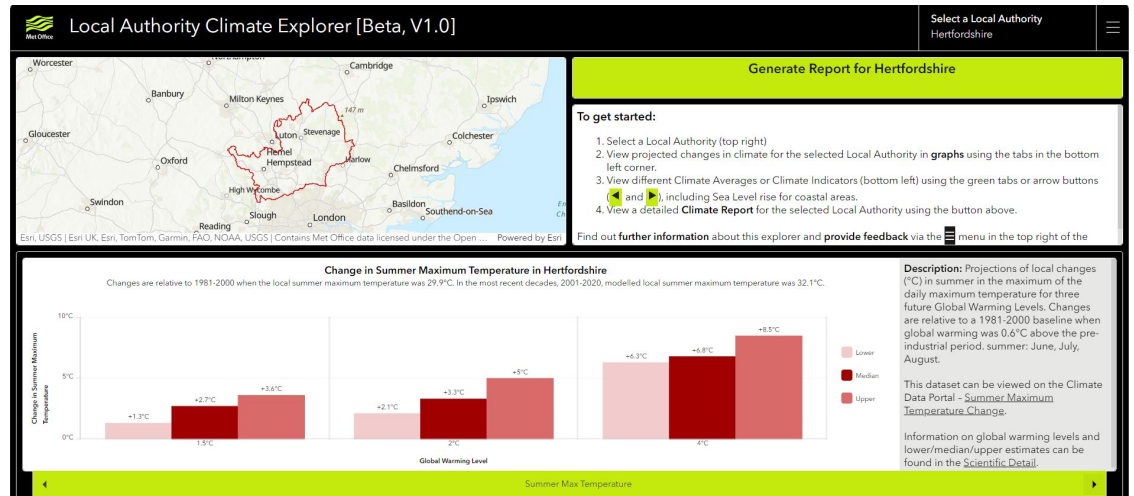 Met Office
Local Authority Climate Explorer [Beta, V1.0]
Select a Local Authority
Hertfordshire
Worcester
Cambridge
Banbury
Milton Keynes
147 m
Ipswich
Gloucester
Luton
Stevenage
Colchester
Hemel
Hempstead
Harlow
Oxford
Chelmsford
High Wycombe
Swindon
Slough
London
Basildon
Southend-on-Sea
Reading
Esri, USGS | Esri UK, Esri, TomTom, Garmin, FAO, NOAA, USGS | Contains Met Office data licensed under the Open ...
Powered by Esri
Generate Report for Hertfordshire
To get started:
1. Select a Local Authority (top right)
2. View projected changes in climate for the selected Local Authority in graphs using the tabs in the bottom
left corner.
3. View different Climate Averages or Climate Indicators (bottom left) using the green tabs or arrow buttons
(◀ and ▶), including Sea Level rise for coastal areas.
4. View a detailed Climate Report for the selected Local Authority using the button above.
Find out further information about this explorer and provide feedback via the ☰ menu in the top right of the
Change in Summer Maximum Temperature in Hertfordshire
Changes are relative to 1981-2000 when the local summer maximum temperature was 29.9°C. In the most recent decades, 2001-2020, modelled local summer maximum temperature was 32.1°C.
Change in Summer Maximum
Temperature
10°C
5°C
0°C
+1.3°C
+2.7°C
+3.6°C
+2.1°C
+3.3°C
+5°C
+6.3°C
+6.8°C
+8.5°C
1.5°C
2°C
4°C
Global Warming Level
Lower
Median
Upper
Description: Projections of local changes
(°C) in summer in the maximum of the
daily maximum temperature for three
future Global Warming Levels. Changes
are relative to a 1981-2000 baseline when
global warming was 0.6°C above the pre-
industrial period. summer: June, July,
August.
This dataset can be viewed on the Climate
Data Portal – Summer Maximum
Temperature Change.
Information on global warming levels and
lower/median/upper estimates can be
found in the Scientific Detail.
Summer Max Temperature